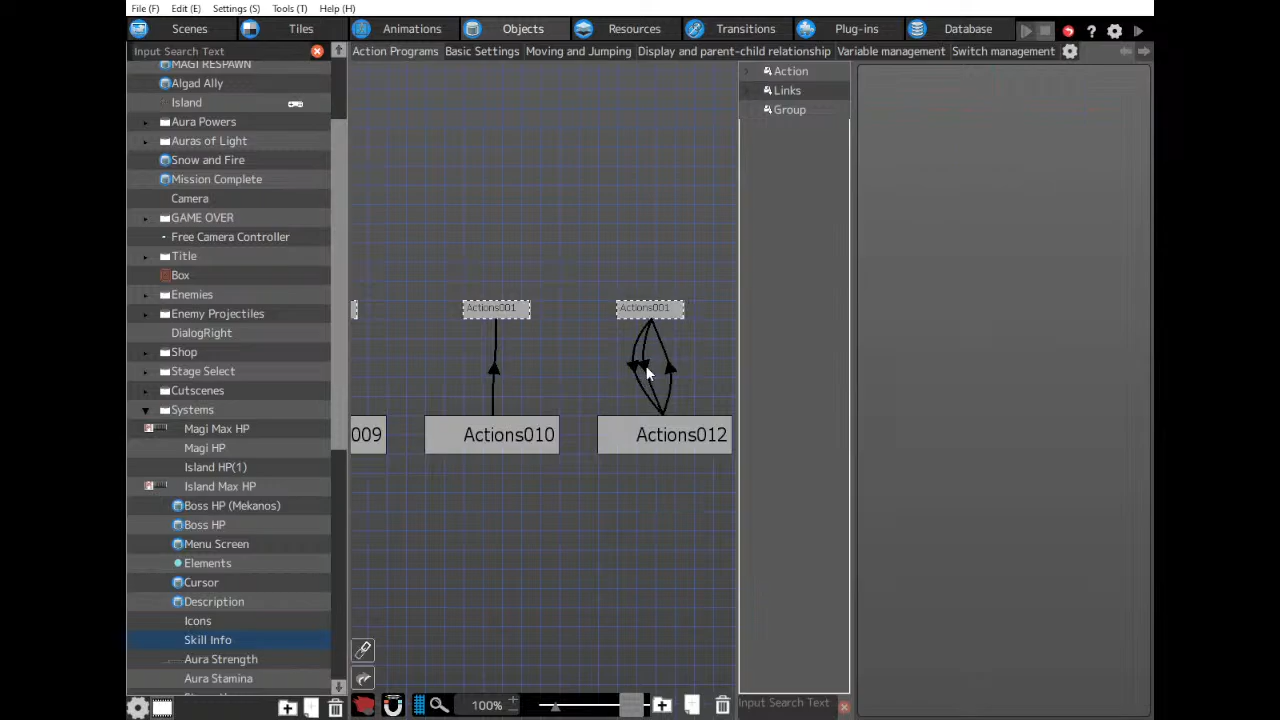 File (F) Edit (E) Settings (S) Tools (T) Help (H)
Scenes Tiles Animations Objects Resources Transitions Plug-ins Database
Input Search Text
Action Programs Basic Settings Moving and Jumping Display and parent-child relationship Variable management Switch management
MAGI RESPAWN
Algad Ally
Island
Aura Powers
Auras of Light
Snow and Fire
Mission Complete
Camera
GAME OVER
Free Camera Controller
Title
Box
Enemies
Enemy Projectiles
DialogRight
Shop
Stage Select
Cutscenes
Systems
Magi Max HP
Magi HP
Island HP(1)
Island Max HP
Boss HP (Mekanos)
Boss HP
Menu Screen
Elements
Cursor
Description
Icons
Skill Info
Aura Strength
Aura Stamina
Actions001
Actions001
009
Actions010
Actions012
100%
Action
Links
Group
Input Search Text